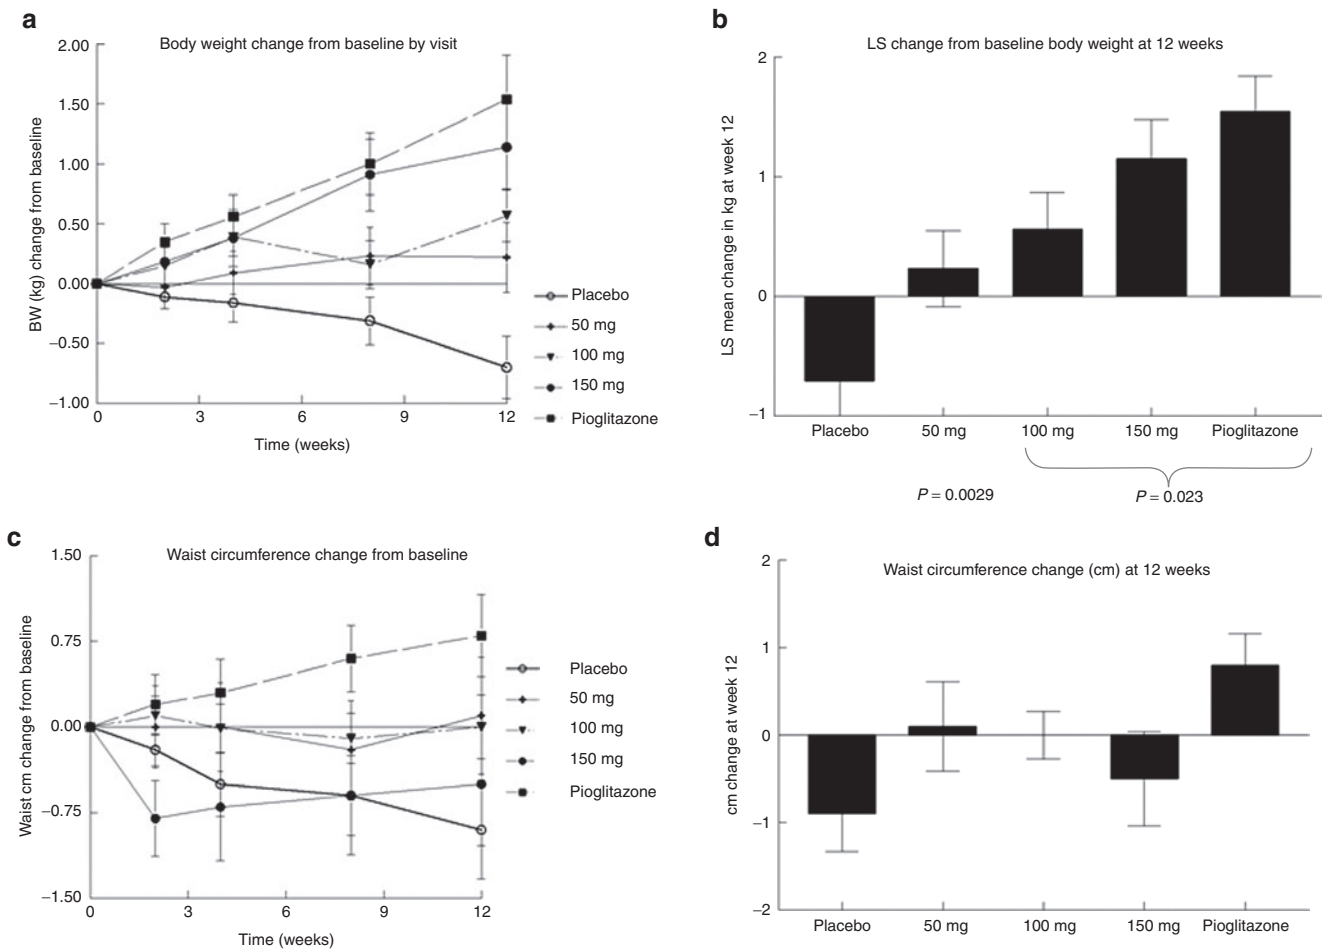 a
Body weight change from baseline by visit
BW (kg) change from baseline
2.00
1.50
1.00
0.50
0.00
−0.50
−1.00
0 3 6 9 12
Time (weeks)
Placebo
50 mg
100 mg
150 mg
Pioglitazone
b
LS change from baseline body weight at 12 weeks
LS mean change in kg at week 12
2
1
0
−1
Placebo 50 mg 100 mg 150 mg Pioglitazone
P = 0.0029 P = 0.023
c
Waist circumference change from baseline
Waist cm change from baseline
1.50
0.75
0.00
−0.75
−1.50
0 3 6 9 12
Time (weeks)
Placebo
50 mg
100 mg
150 mg
Pioglitazone
d
Waist circumference change (cm) at 12 weeks
cm change at week 12
2
1
0
−1
−2
Placebo 50 mg 100 mg 150 mg Pioglitazone